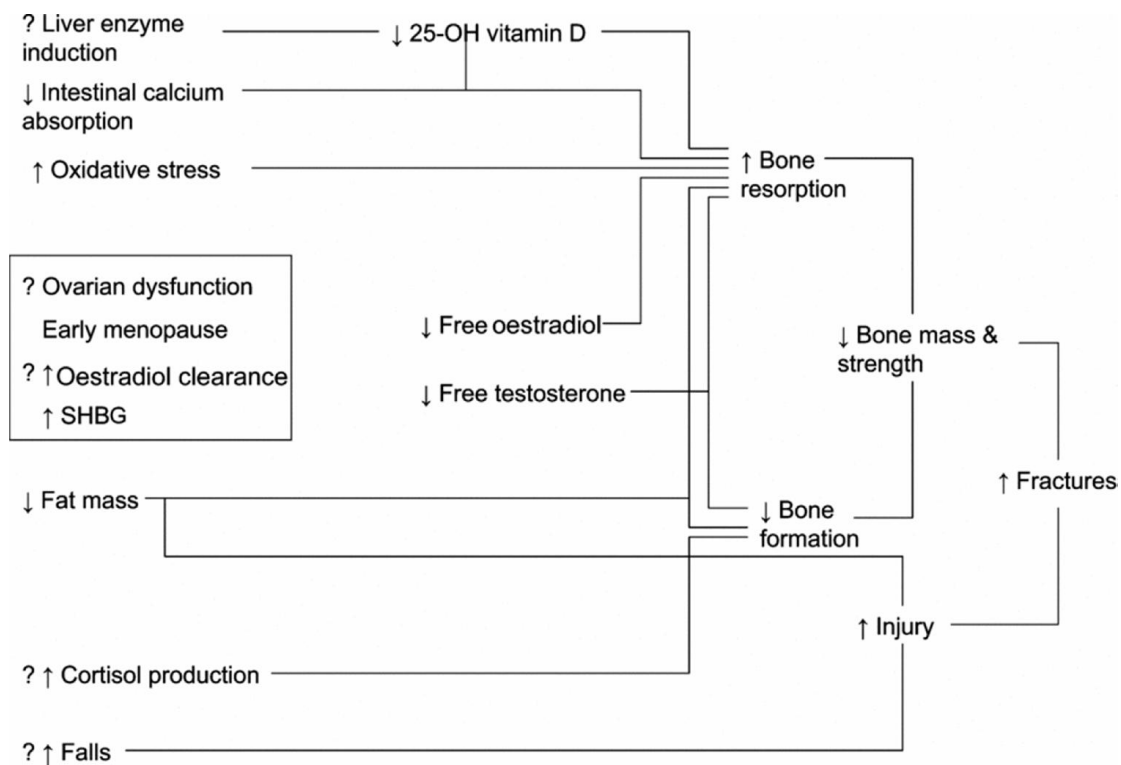 ? Liver enzyme
induction
↓ 25-OH vitamin D
↓ Intestinal calcium
absorption
↑ Oxidative stress
↑ Bone
resorption
? Ovarian dysfunction
Early menopause
? ↑ Oestradiol clearance
↑ SHBG
↓ Free oestradiol
↓ Free testosterone
↓ Bone mass &
strength
↓ Fat mass
↓ Bone
formation
↑ Fractures
↑ Injury
? ↑ Cortisol production
? ↑ Falls